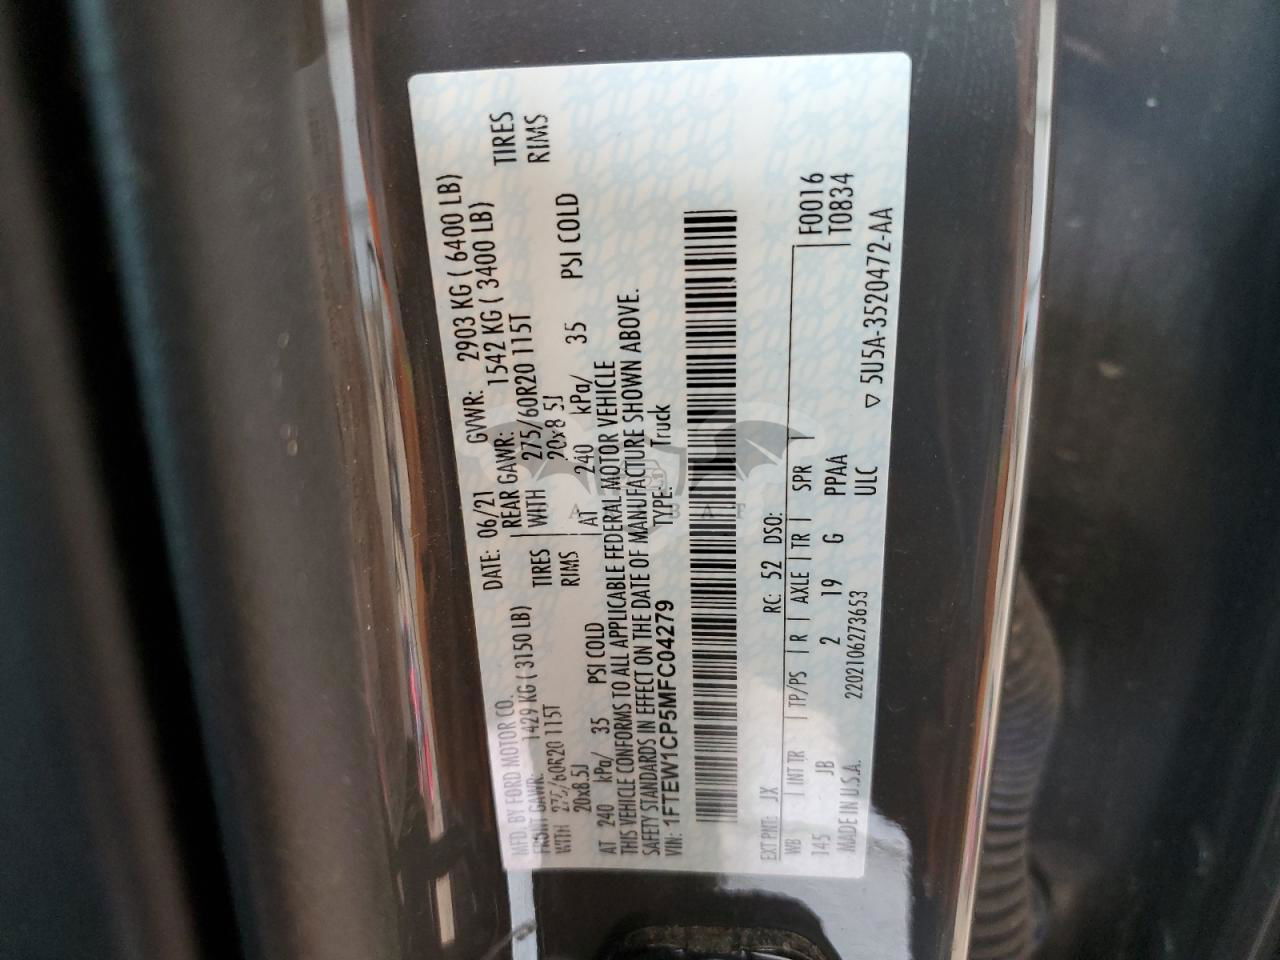 MFD. BY FORD MOTOR CO.
DATE: 06/21 GVWR: 2903 KG ( 6400 LB)
FRONT GAWR: 1429 KG ( 3150 LB) REAR GAWR: 1542 KG ( 3400 LB)
WITH 275/60R20 115T TIRES WITH 275/60R20 115T TIRES
20x8.5J RIMS 20x8.5J RIMS
AT 240 kPa/ 35 PSI COLD AT 240 kPa/ 35 PSI COLD
THIS VEHICLE CONFORMS TO ALL APPLICABLE FEDERAL MOTOR VEHICLE
SAFETY STANDARDS IN EFFECT ON THE DATE OF MANUFACTURE SHOWN ABOVE.
VIN: 1FTEW1CP5MFC04279 TYPE: Truck
EXT PNT: JX RC: 52 DSO:
WB | INT TR | TP/PS | R | AXLE | TR | SPR F0016
145 JB 2 19 G PPAA T0834
MADE IN U.S.A. 2202106273653 ULC
▽ 5U5A-3520472-AA